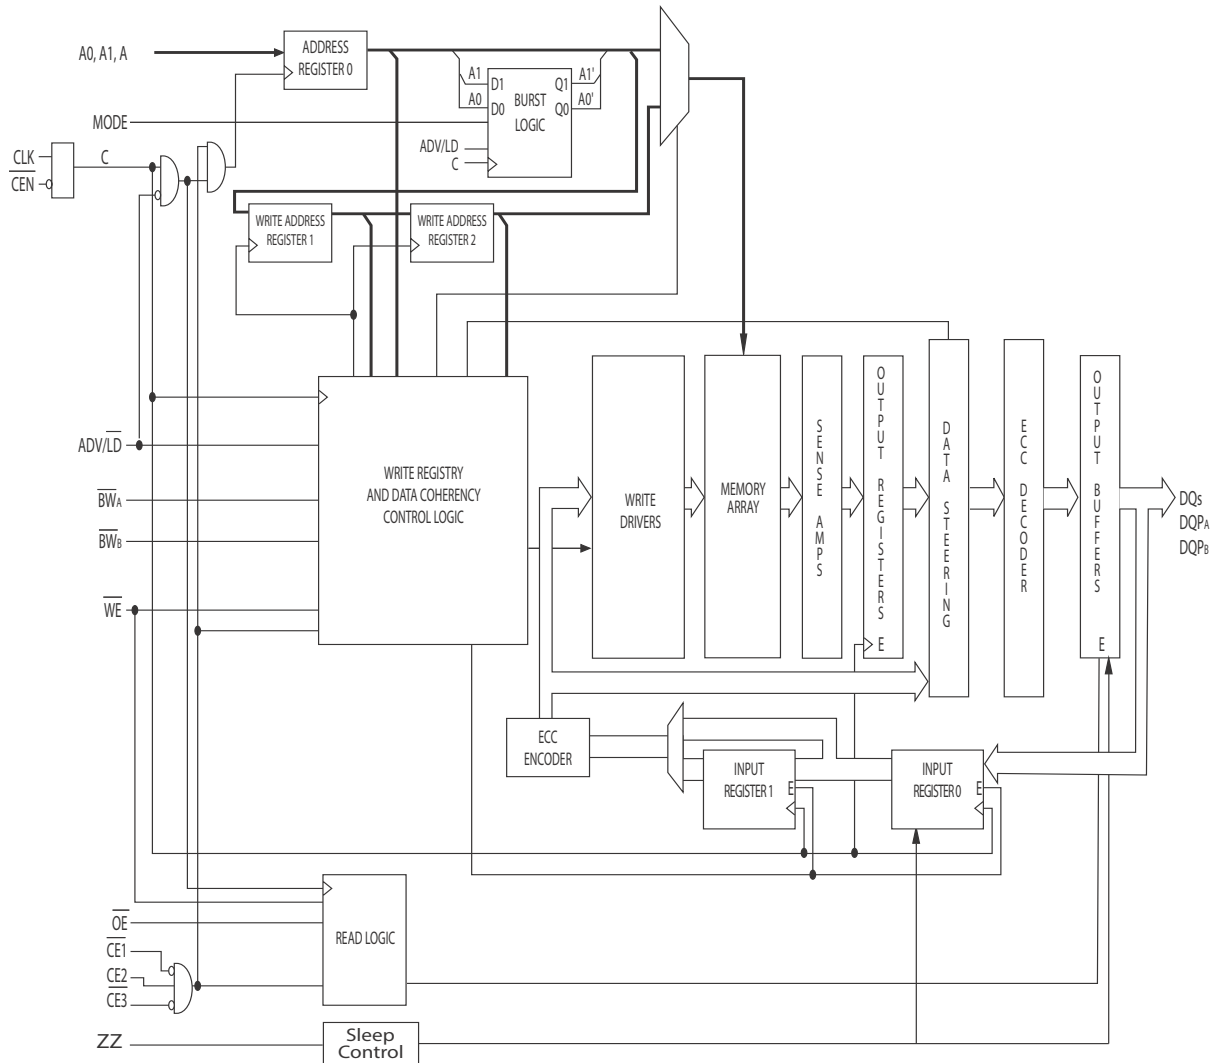 A0, A1, A
ADDRESS
REGISTER 0
A1
A0
D1
D0
BURST
LOGIC
Q1
Q0
A1'
A0'
MODE
ADV/LD
C
CLK
CEN
C
WRITE ADDRESS
REGISTER 1
WRITE ADDRESS
REGISTER 2
ADV/LD
BWA
BWB
WE
WRITE REGISTRY
AND DATA COHERENCY
CONTROL LOGIC
WRITE
DRIVERS
MEMORY
ARRAY
SENSE AMPS
OUTPUT REGISTERS
E
DATA STEERING
ECC DECODER
OUTPUT BUFFERS
E
DQs
DQPA
DQPB
ECC
ENCODER
INPUT
REGISTER 1
E
INPUT
REGISTER 0
E
OE
CE1
CE2
CE3
READ LOGIC
ZZ
Sleep
Control